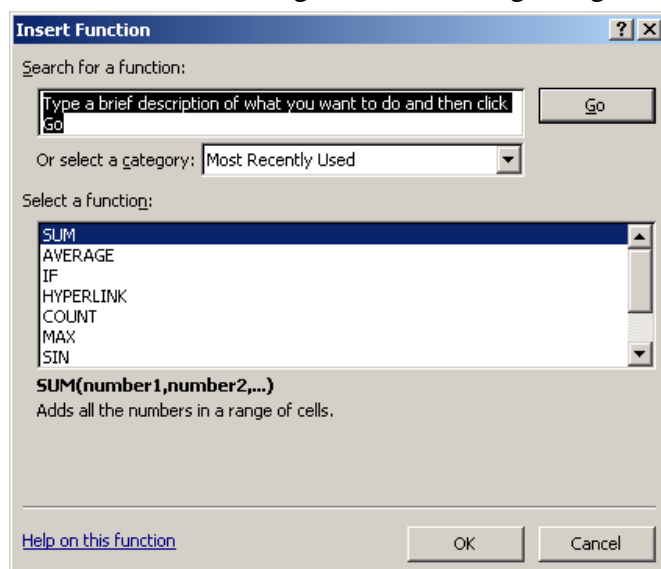 Insert Function
Search for a function:
Type a brief description of what you want to do and then click
Go
Go
Or select a category: Most Recently Used
Select a function:
SUM
AVERAGE
IF
HYPERLINK
COUNT
MAX
SIN
SUM(number1,number2,...)
Adds all the numbers in a range of cells.
Help on this function
OK
Cancel